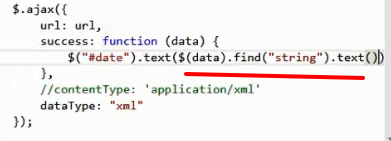 $.ajax({
url: url,
success: function (data) {
$("#date").text($(data).find("string").text())
},
//contentType: 'application/xml'
dataType: "xml"
});